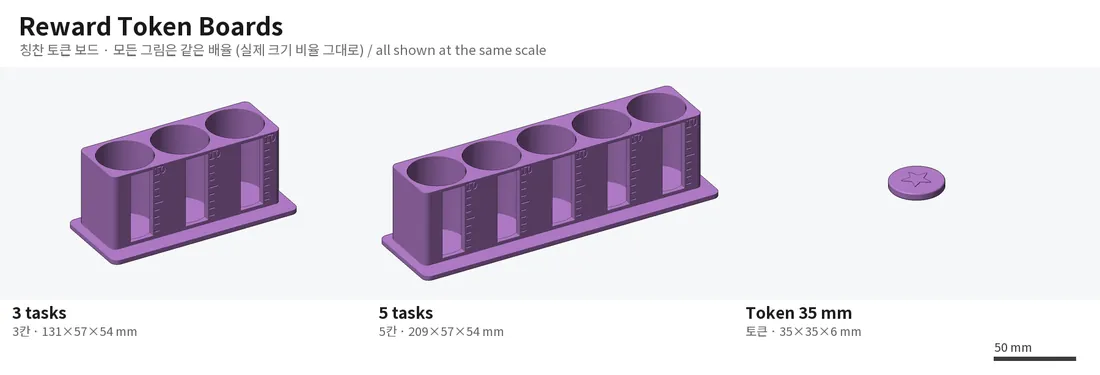 Reward Token Boards
칭찬 토큰 보드 · 모든 그림은 같은 배율 (실제 크기 비율 그대로) / all shown at the same scale
3 tasks
3칸 · 131×57×54 mm
5 tasks
5칸 · 209×57×54 mm
Token 35 mm
토큰 · 35×35×6 mm
50 mm